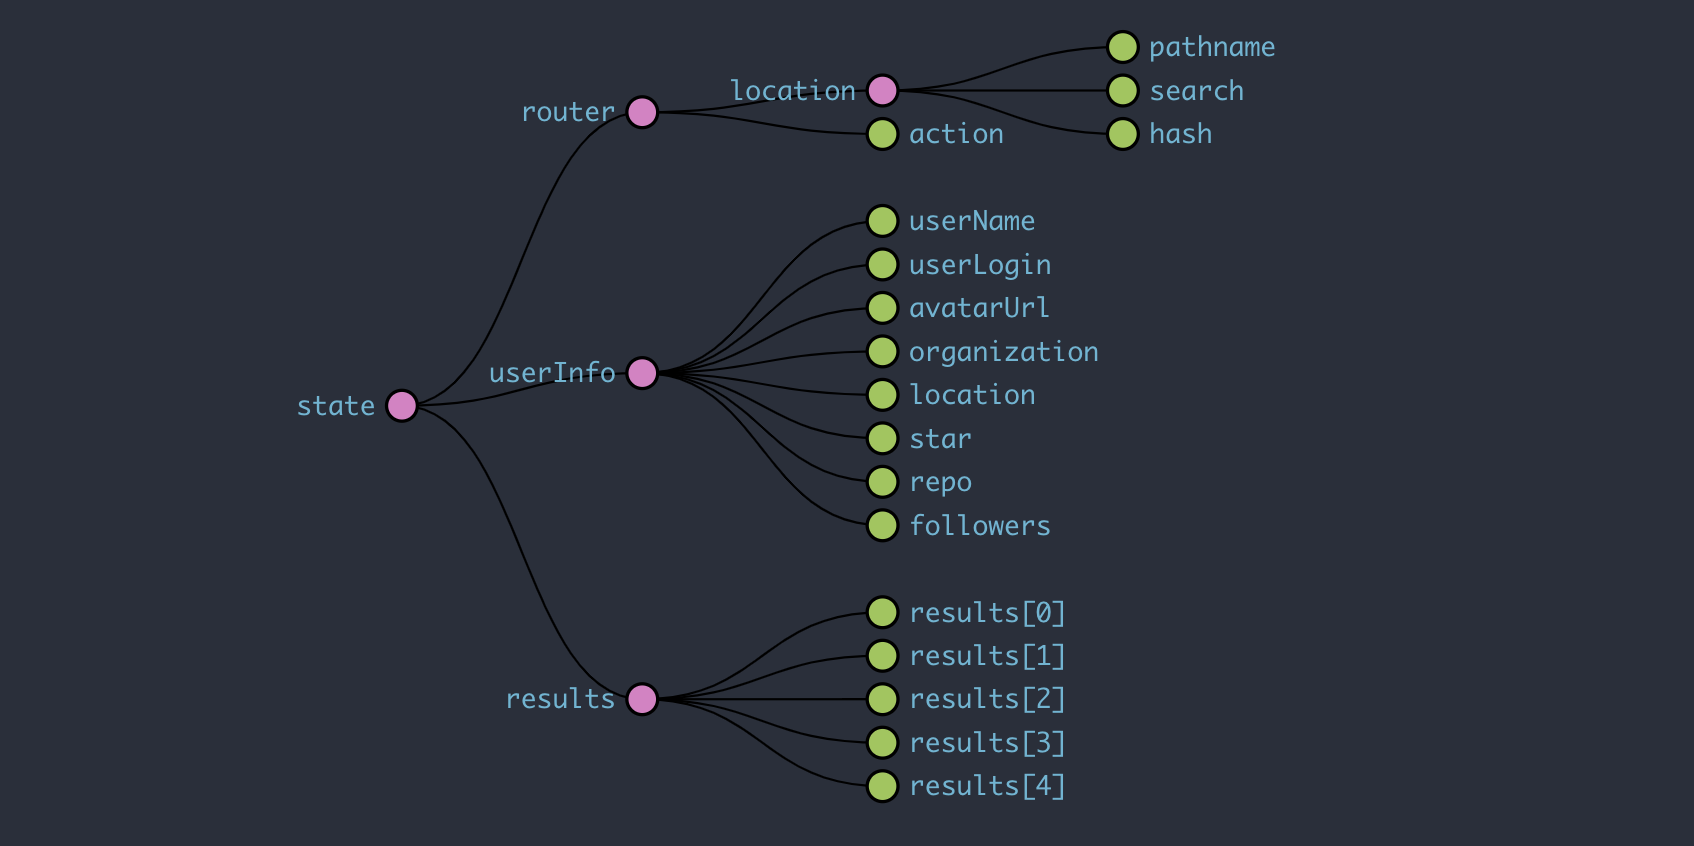 pathname
location
search
router
action
hash
userName
userLogin
avatarUrl
organization
userInfo
location
state
star
repo
followers
results[0]
results[1]
results
results[2]
results[3]
results[4]